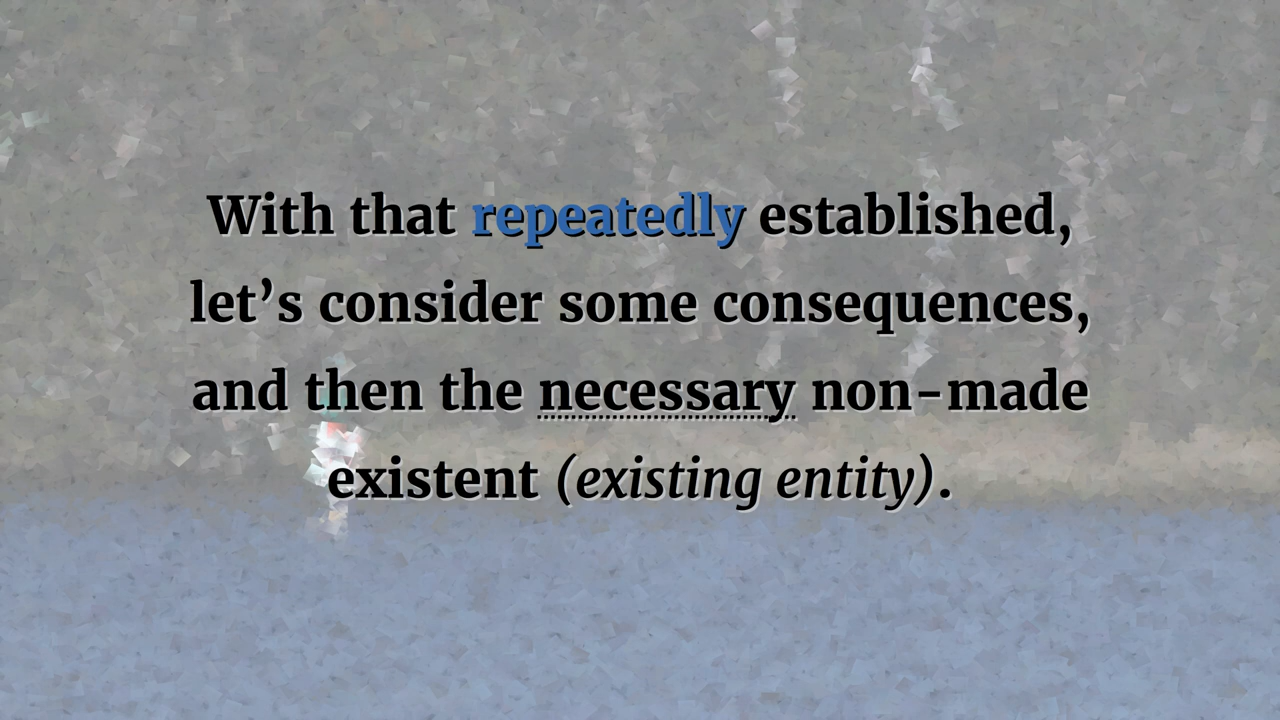 With that repeatedly established,
let’s consider some consequences,
and then the necessary non-made
existent (existing entity).